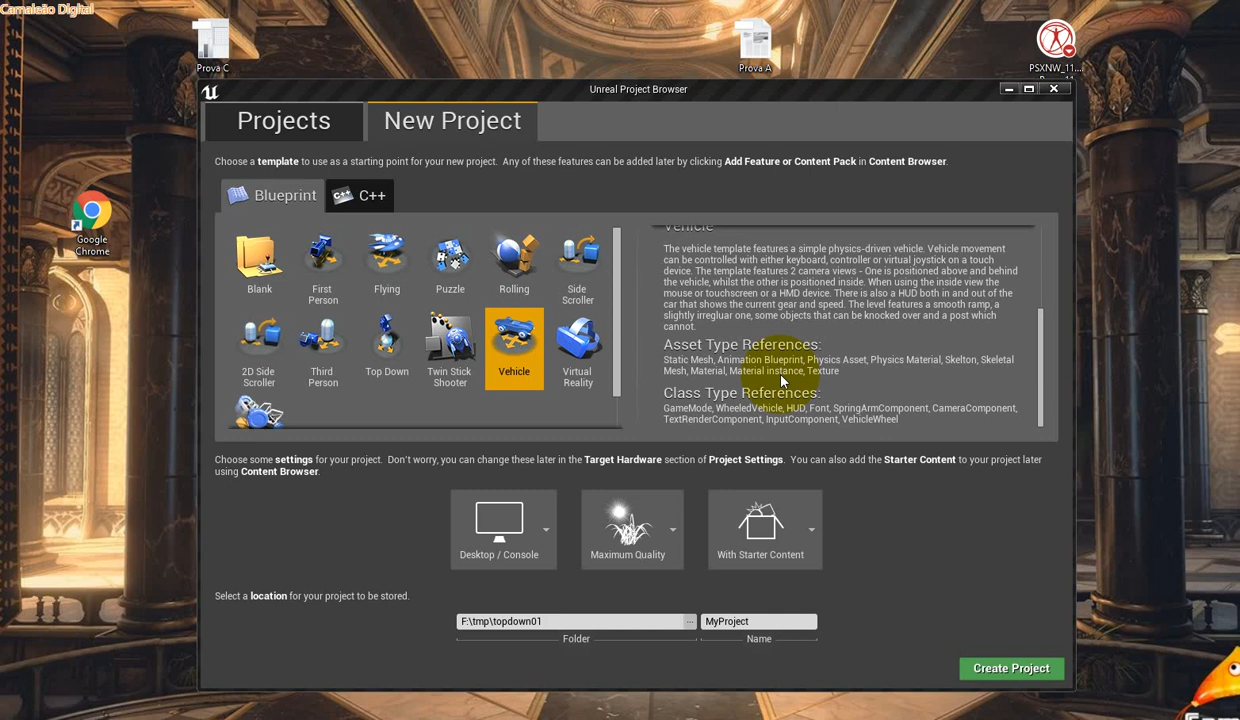 Camaleão Digital
Prova C
Prova A
PSXNW_11....
Unreal Project Browser
Projects
New Project
Choose a template to use as a starting point for your new project. Any of these features can be added later by clicking Add Feature or Content Pack in Content Browser.
Blueprint
C++
Google
Chrome
Blank
First
Person
Flying
Puzzle
Rolling
Side
Scroller
2D Side
Scroller
Third
Person
Top Down
Twin Stick
Shooter
Vehicle
Virtual
Reality
Vehicle
The vehicle template features a simple physics-driven vehicle. Vehicle movement
can be controlled with either keyboard, controller or virtual joystick on a touch
device. The template features 2 camera views - One is positioned above and behind
the vehicle, whilst the other is positioned inside. When using the inside view the
mouse or touchscreen or a HMD device. There is also a HUD both in and out of the
car that shows the current gear and speed. The level features a smooth ramp, a
slightly irregluar one, some objects that can be knocked over and a post which
cannot.
Asset Type References:
Static Mesh, Animation Blueprint, Physics Asset, Physics Material, Skelton, Skeletal
Mesh, Material, Material instance, Texture
Class Type References:
GameMode, WheeledVehicle, HUD, Font, SpringArmComponent, CameraComponent,
TextRenderComponent, InputComponent, VehicleWheel
Choose some settings for your project. Don't worry, you can change these later in the Target Hardware section of Project Settings. You can also add the Starter Content to your project later
using Content Browser.
Desktop / Console
Maximum Quality
With Starter Content
Select a location for your project to be stored.
F:\tmp\topdown01
...
MyProject
Folder
Name
Create Project